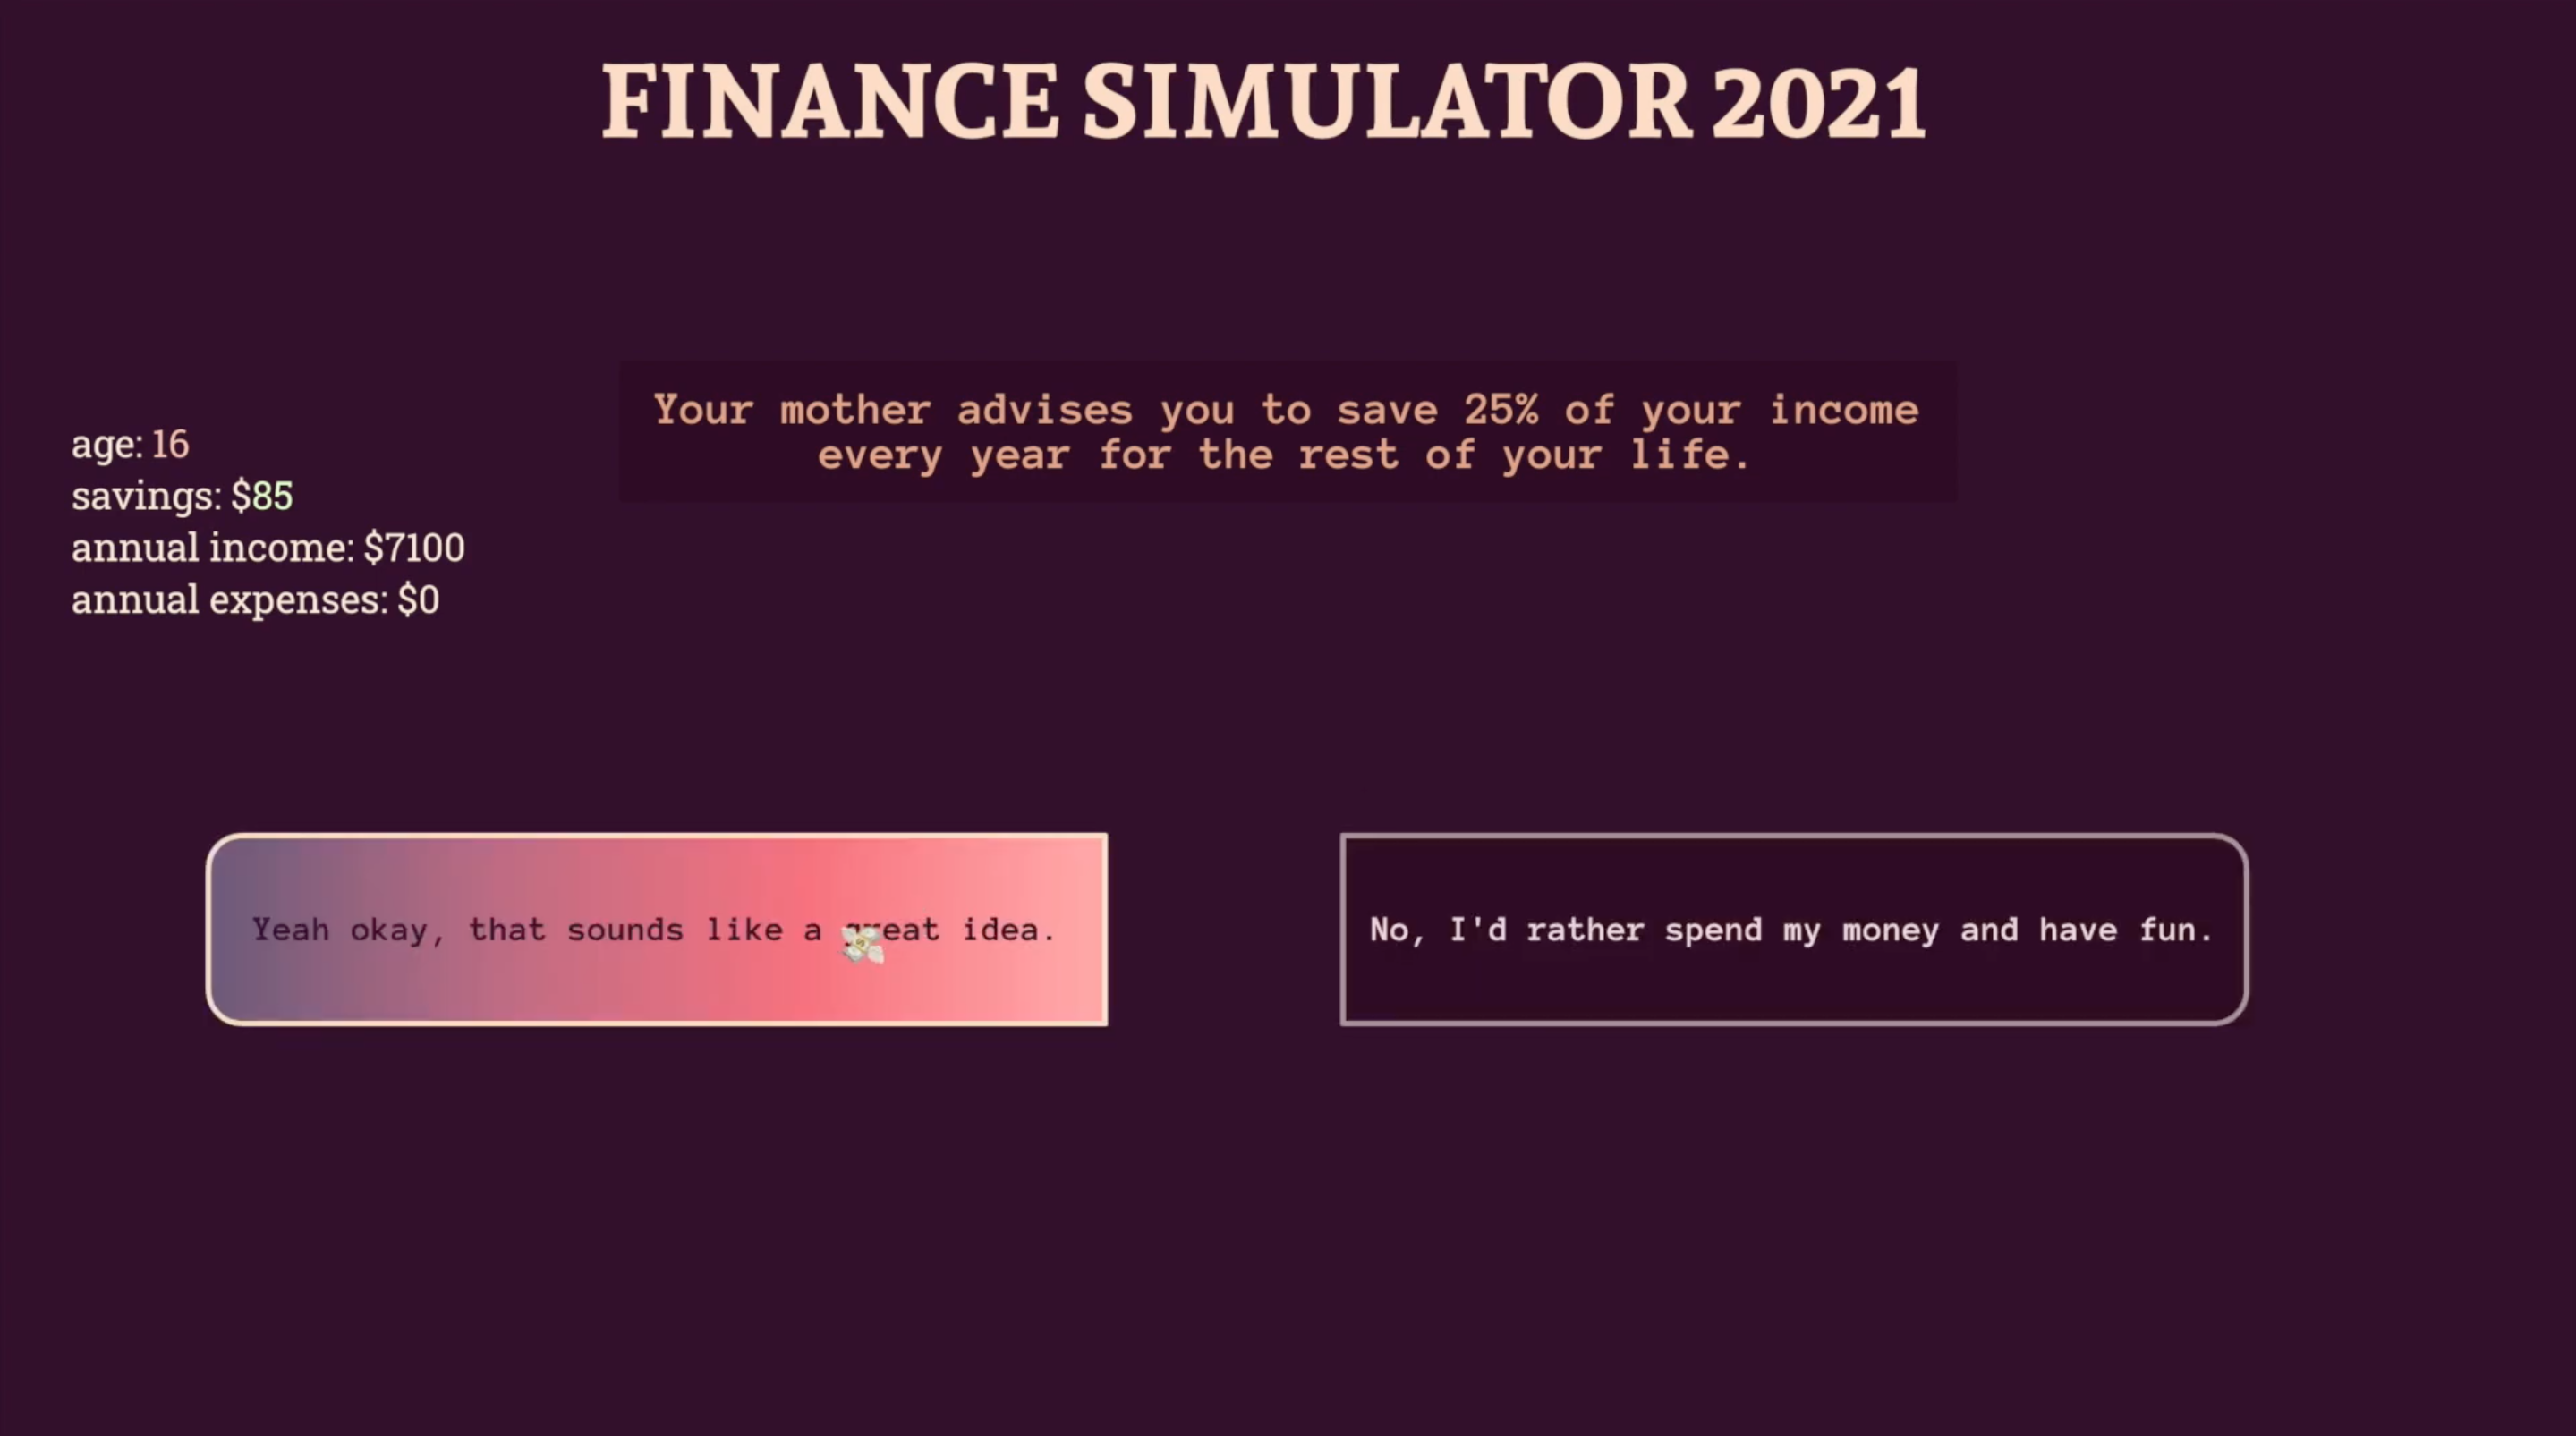 FINANCE SIMULATOR 2021
Your mother advises you to save 25% of your income
every year for the rest of your life.
age: 16
savings: $85
annual income: $7100
annual expenses: $0
Yeah okay, that sounds like a great idea.
No, I'd rather spend my money and have fun.